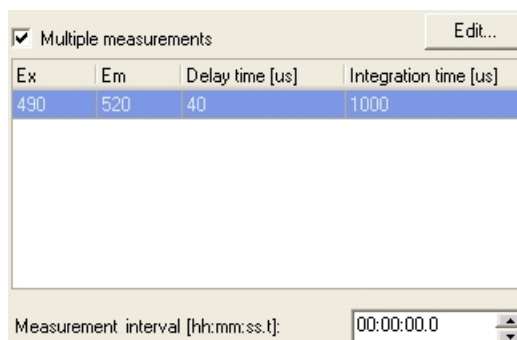 Multiple measurements Edit...
Ex Em Delay time [us] Integration time [us]
490 520 40 1000
Measurement interval [hh:mm:ss.t]: 00:00:00.0